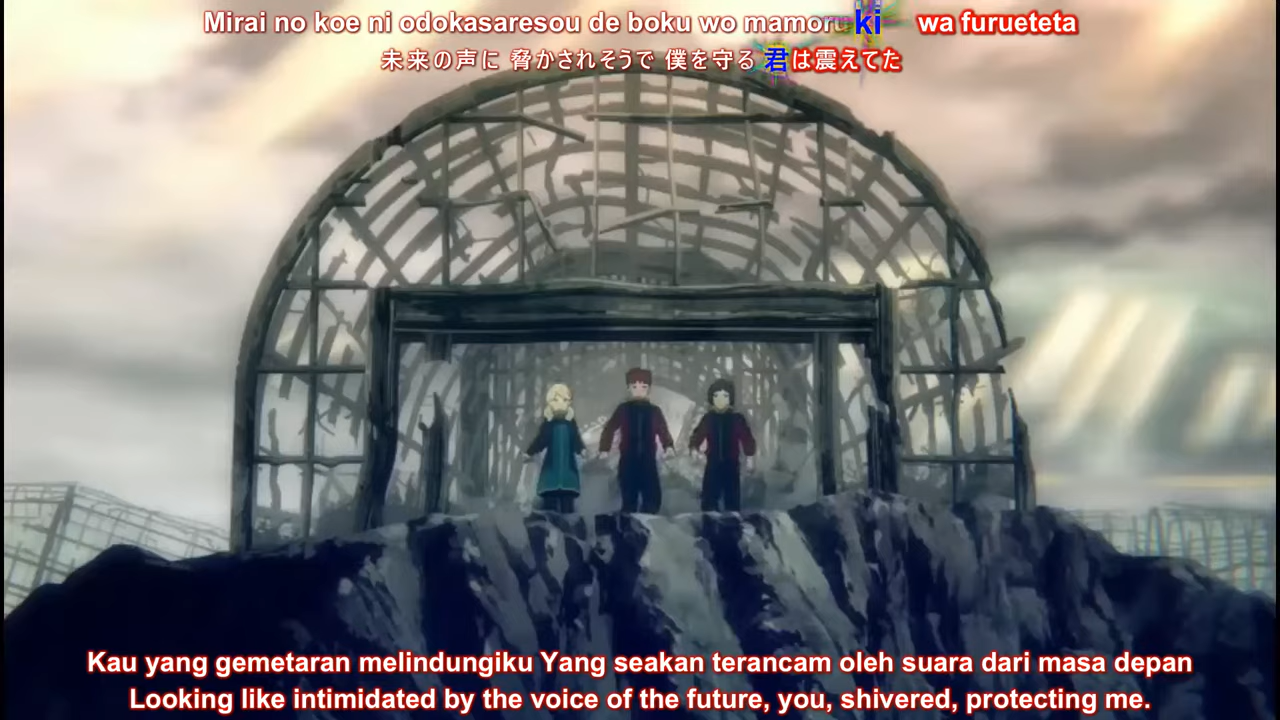 Mirai no koe ni odokasaresou de boku wo mamoru ki wa furueteta
未来の声に 脅かされそうで 僕を守る 君は震えてた
Kau yang gemetaran melindungiku Yang seakan terancam oleh suara dari masa depan
Looking like intimidated by the voice of the future, you, shivered, protecting me.